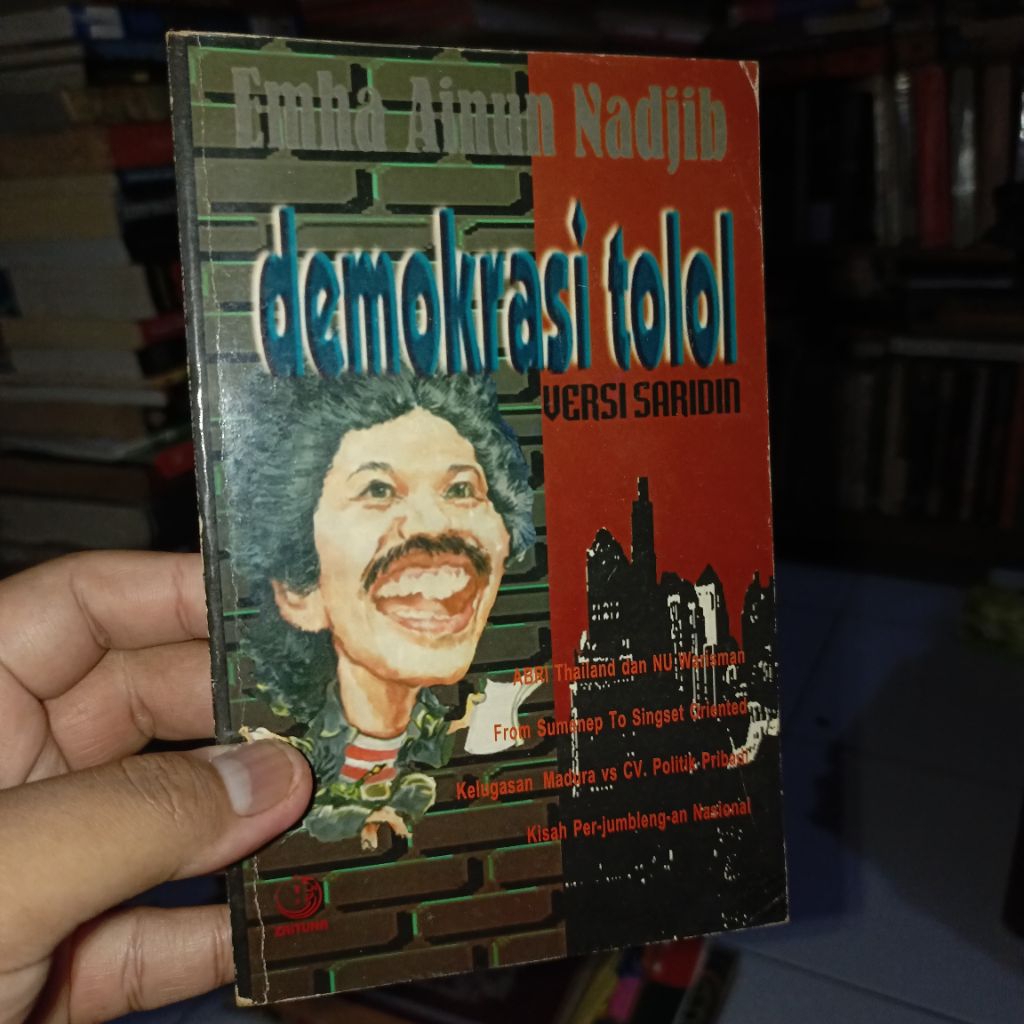 Emha Ainun Nadjib
demokrasi tolol
VERSI SARIDIN
ABRI Thailand dan NU Warisman
From Sumenep To Singset Oriented
Kelugasan Madura vs CV. Politik Pribadi
Kisah Per-jumbleng-an Nasional
ZAITUNA